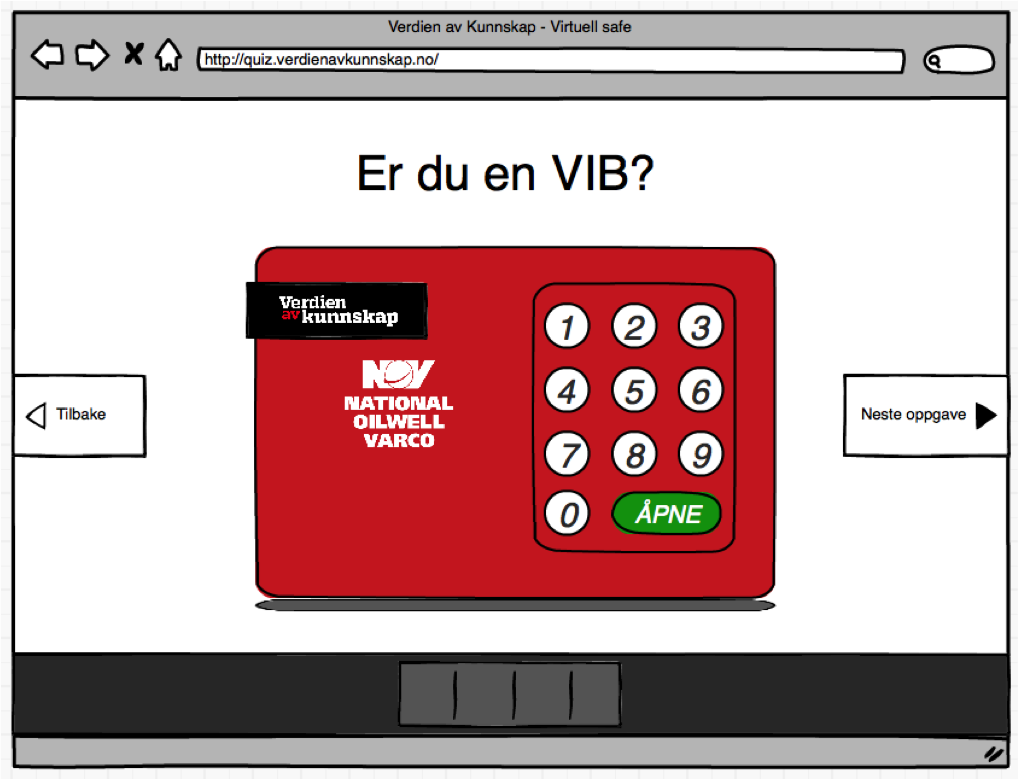 Verdien av Kunnskap - Virtuell safe
http://quiz.verdienavkunnskap.no/
Er du en VIB?
Verdien
av kunnskap
NOV
NATIONAL
OILWELL
VARCO
1 2 3
4 5 6
7 8 9
0 ÅPNE
Tilbake
Neste oppgave